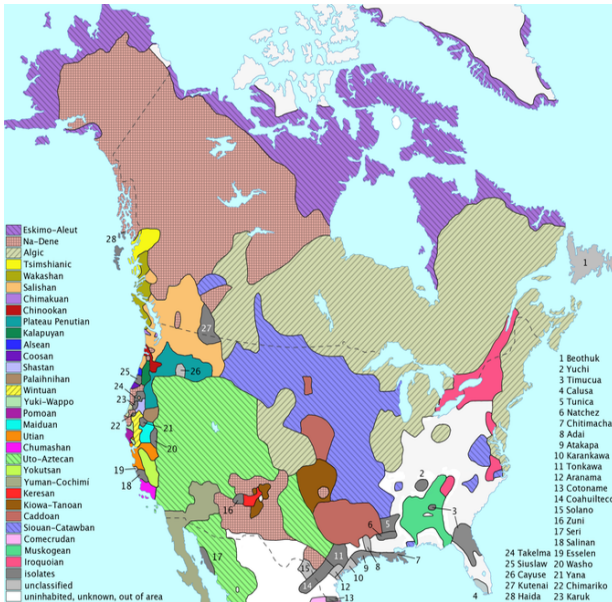 28
1
27
25
24
23
22
26
21
20
19
18
16
17
0
15
14
13
12
11
10
9
8
7
6
5
2
3
4
Eskimo-Aleut
Na-Dene
Algic
Tsimshianic
Wakashan
Salishan
Chimakuan
Chinookan
Plateau Penutian
Kalapuyan
Alsean
Coosan
Shastan
Palaihnihan
Wintuan
Yuki-Wappo
Pomoan
Maiduan
Utian
Chumashan
Uto-Aztecan
Yokutsan
Yuman-Cochimí
Keresan
Kiowa-Tanoan
Caddoan
Siouan-Catawban
Comecrudan
Muskogean
Iroquoian
isolates
unclassified
uninhabited, unknown, out of area
1 Beothuk
2 Yuchi
3 Timucua
4 Calusa
5 Tunica
6 Natchez
7 Chitimacha
8 Adai
9 Atakapa
10 Karankawa
11 Tonkawa
12 Aranama
13 Cotoname
14 Coahuilteco
15 Solano
16 Zuni
17 Seri
18 Salinan
24 Takelma 19 Esselen
25 Siuslaw 20 Washo
26 Cayuse 21 Yana
27 Kutenai 22 Chimariko
28 Haida 23 Karuk